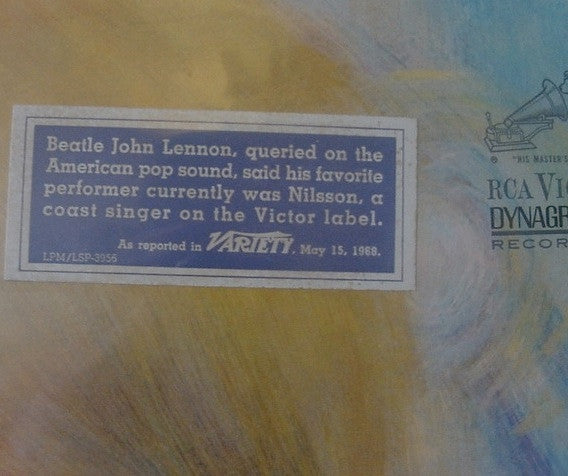 Beatle John Lennon, queried on the
American pop sound, said his favorite
performer currently was Nilsson, a
coast singer on the Victor label.
As reported in VARIETY, May 15, 1968.
LPM/LSP-3956
® "HIS MASTER'S
RCA VIC
DYNAGR
RECOR